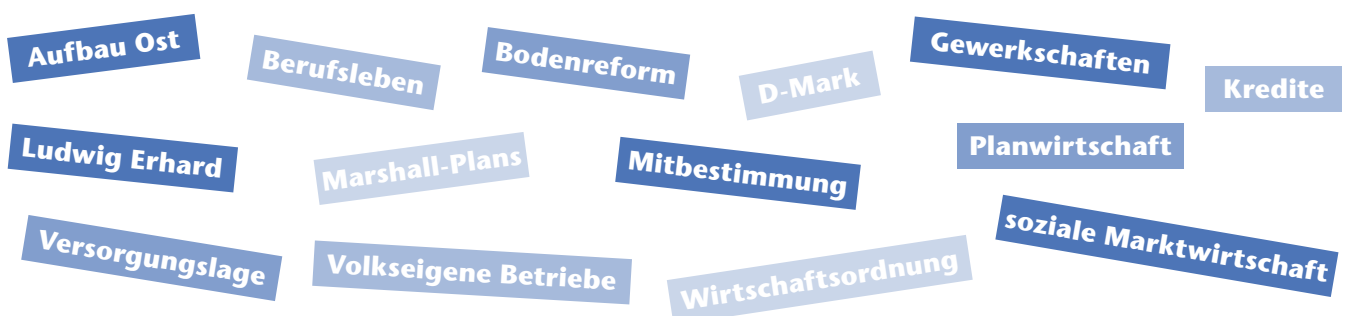 Aufbau Ost
Berufsleben
Bodenreform
D-Mark
Gewerkschaften
Kredite
Ludwig Erhard
Marshall-Plans
Mitbestimmung
Planwirtschaft
Versorgungslage
Volkseigene Betriebe
Wirtschaftsordnung
soziale Marktwirtschaft